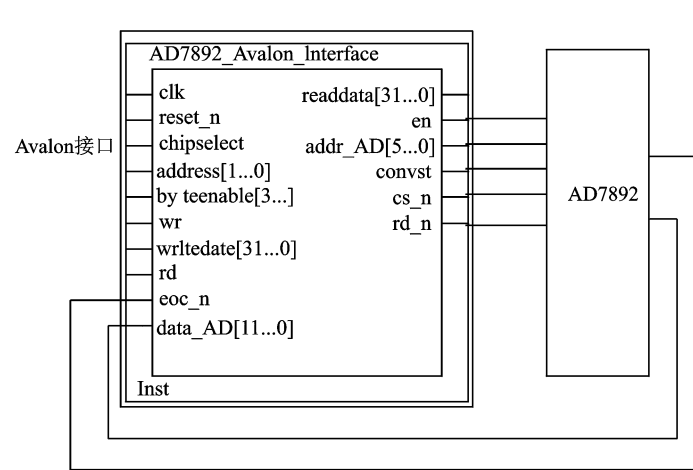 AD7892_Avalon_lnterface
clk
reset_n
chipselect
address[1...0]
by teenable[3...]
wr
wrltedate[31...0]
rd
eoc_n
data_AD[11...0]
readdata[31...0]
en
addr_AD[5...0]
convst
cs_n
rd_n
Inst
Avalon接口
AD7892